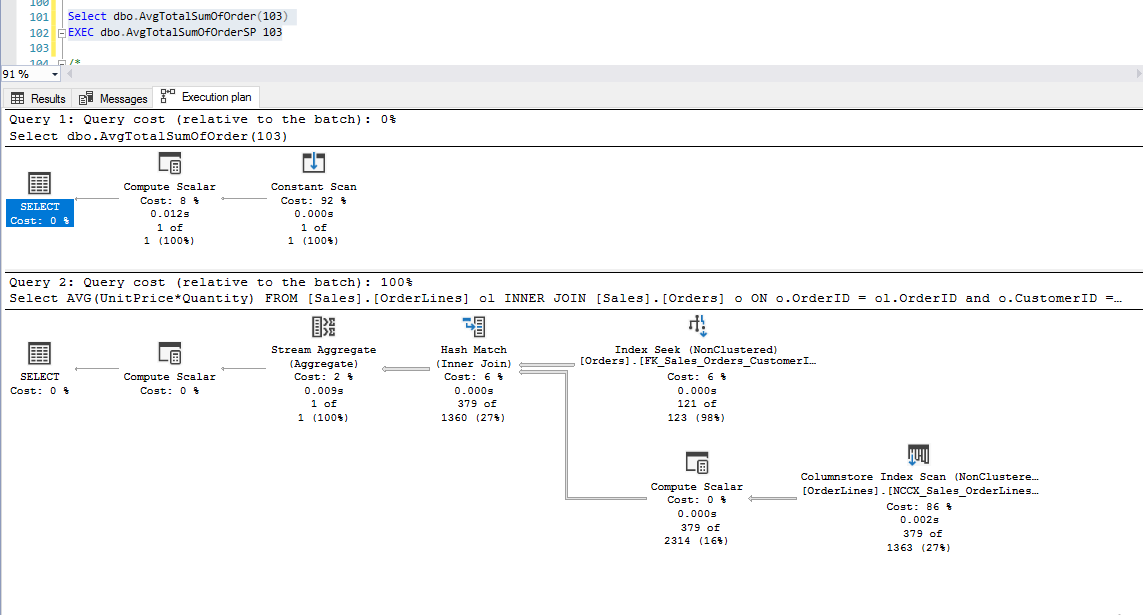 100
101 Select dbo.AvgTotalSumOfOrder(103)
102 EXEC dbo.AvgTotalSumOfOrderSP 103
103
104 /*
91 %
Results Messages Execution plan
Query 1: Query cost (relative to the batch): 0%
Select dbo.AvgTotalSumOfOrder(103)
SELECT
Cost: 0 %
Compute Scalar
Cost: 8 %
0.012s
1 of
1 (100%)
Constant Scan
Cost: 92 %
0.000s
1 of
1 (100%)
Query 2: Query cost (relative to the batch): 100%
Select AVG(UnitPrice*Quantity) FROM [Sales].[OrderLines] ol INNER JOIN [Sales].[Orders] o ON o.OrderID = ol.OrderID and o.CustomerID =…
SELECT
Cost: 0 %
Compute Scalar
Cost: 0 %
Stream Aggregate
(Aggregate)
Cost: 2 %
0.009s
1 of
1 (100%)
Hash Match
(Inner Join)
Cost: 6 %
0.000s
379 of
1360 (27%)
Index Seek (NonClustered)
[Orders].[FK_Sales_Orders_CustomerI…
Cost: 6 %
0.000s
121 of
123 (98%)
Compute Scalar
Cost: 0 %
0.000s
379 of
2314 (16%)
Columnstore Index Scan (NonClustere…
[OrderLines].[NCCX_Sales_OrderLines…
Cost: 86 %
0.002s
379 of
1363 (27%)